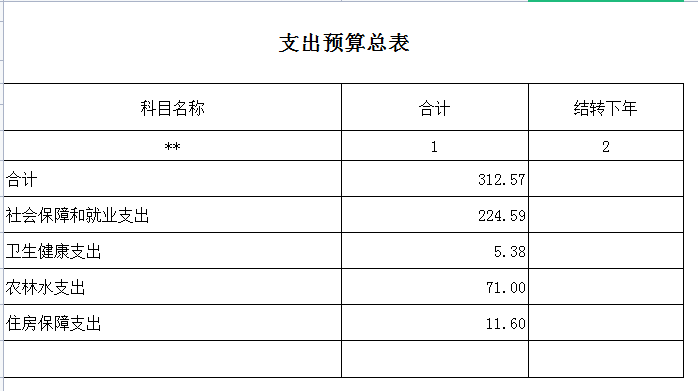 支出预算总表
科目名称 合计 结转下年
** 1 2
合计 312.57
社会保障和就业支出 224.59
卫生健康支出 5.38
农林水支出 71.00
住房保障支出 11.60